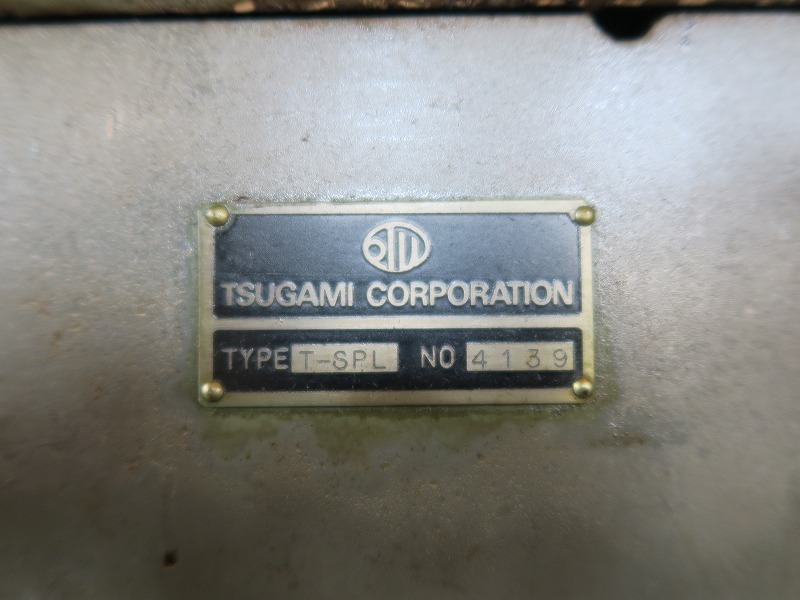 TSUGAMI CORPORATION
TYPE T-SPL NO 4139